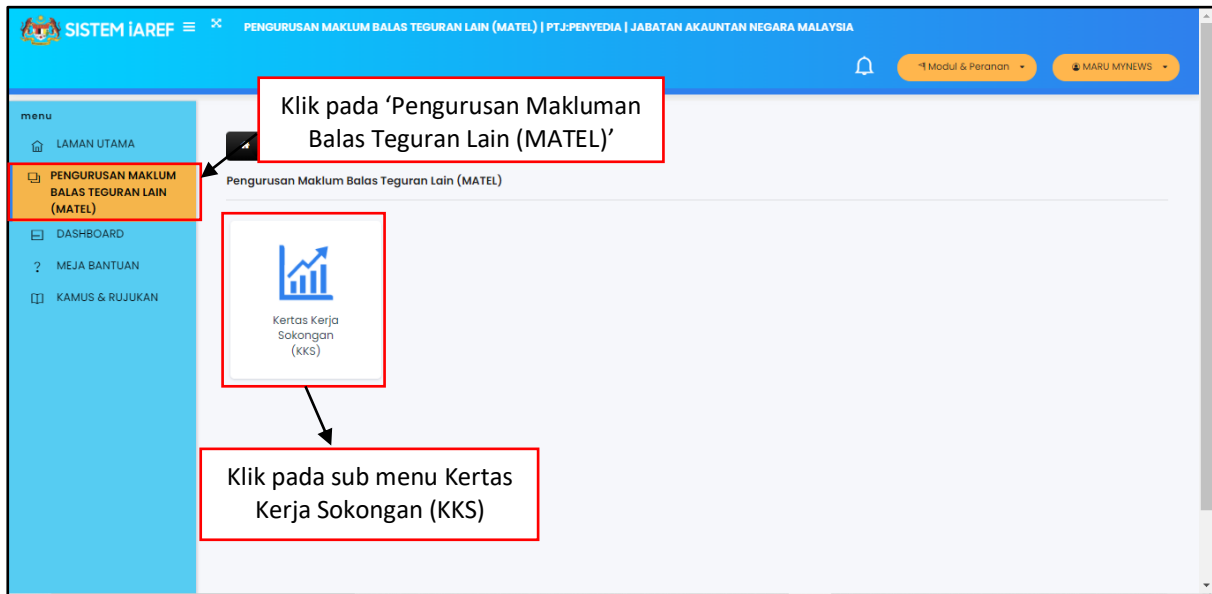 SISTEM iAREF
PENGURUSAN MAKLUM BALAS TEGURAN LAIN (MATEL) | PTJ:PENYEDIA | JABATAN AKAUNTAN NEGARA MALAYSIA
Modul & Peranan
MARU MYNEWS
Klik pada ‘Pengurusan Makluman
Balas Teguran Lain (MATEL)’
menu
LAMAN UTAMA
PENGURUSAN MAKLUM
BALAS TEGURAN LAIN
(MATEL)
DASHBOARD
? MEJA BANTUAN
KAMUS & RUJUKAN
Pengurusan Maklum Balas Teguran Lain (MATEL)
Kertas Kerja
Sokongan
(KKS)
Klik pada sub menu Kertas
Kerja Sokongan (KKS)